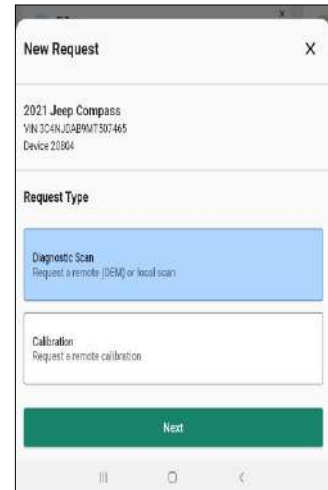 New Request X
2021 Jeep Compass
VIN 3C4NJDAB9MT507465
Device 20804
Request Type
Diagnostic Scan
Request a remote (OEM) or local scan
Calibration
Request a remote calibration
Next